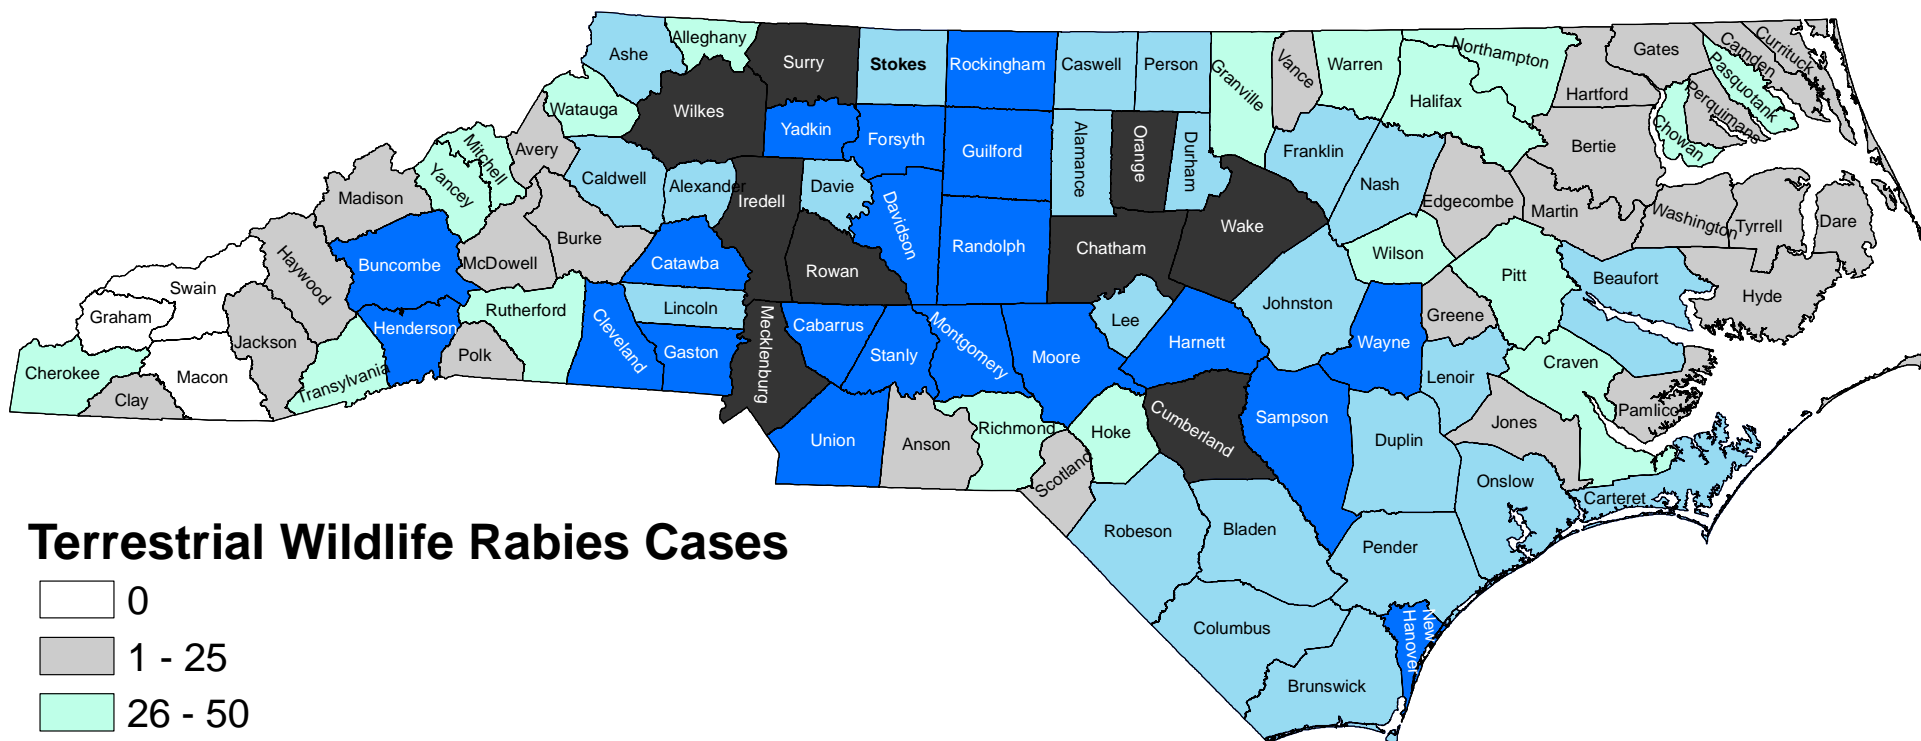 Ashe
Alleghany
Surry
Stokes
Rockingham
Caswell
Person
Granville
Vance
Warren
Northampton
Halifax
Hartford
Gates
Camden
Currituck
Pasquotank
Perquimans
Chowan
Watauga
Wilkes
Yadkin
Forsyth
Guilford
Alamance
Orange
Durham
Franklin
Nash
Bertie
Mitchell
Avery
Yancey
Caldwell
Alexander
Iredell
Davie
Davidson
Randolph
Chatham
Wake
Edgecombe
Martin
Washington
Tyrrell
Dare
Madison
Buncombe
McDowell
Burke
Catawba
Rowan
Wilson
Pitt
Beaufort
Hyde
Haywood
Swain
Graham
Jackson
Henderson
Rutherford
Polk
Cleveland
Lincoln
Gaston
Mecklenburg
Cabarrus
Stanly
Montgomery
Moore
Lee
Harnett
Johnston
Wayne
Greene
Lenoir
Craven
Pamlico
Cherokee
Clay
Macon
Transylvania
Union
Anson
Richmond
Scotland
Hoke
Cumberland
Sampson
Duplin
Jones
Onslow
Carteret
Robeson
Bladen
Pender
Columbus
Brunswick
New
Hanover
Terrestrial Wildlife Rabies Cases
0
1 - 25
26 - 50